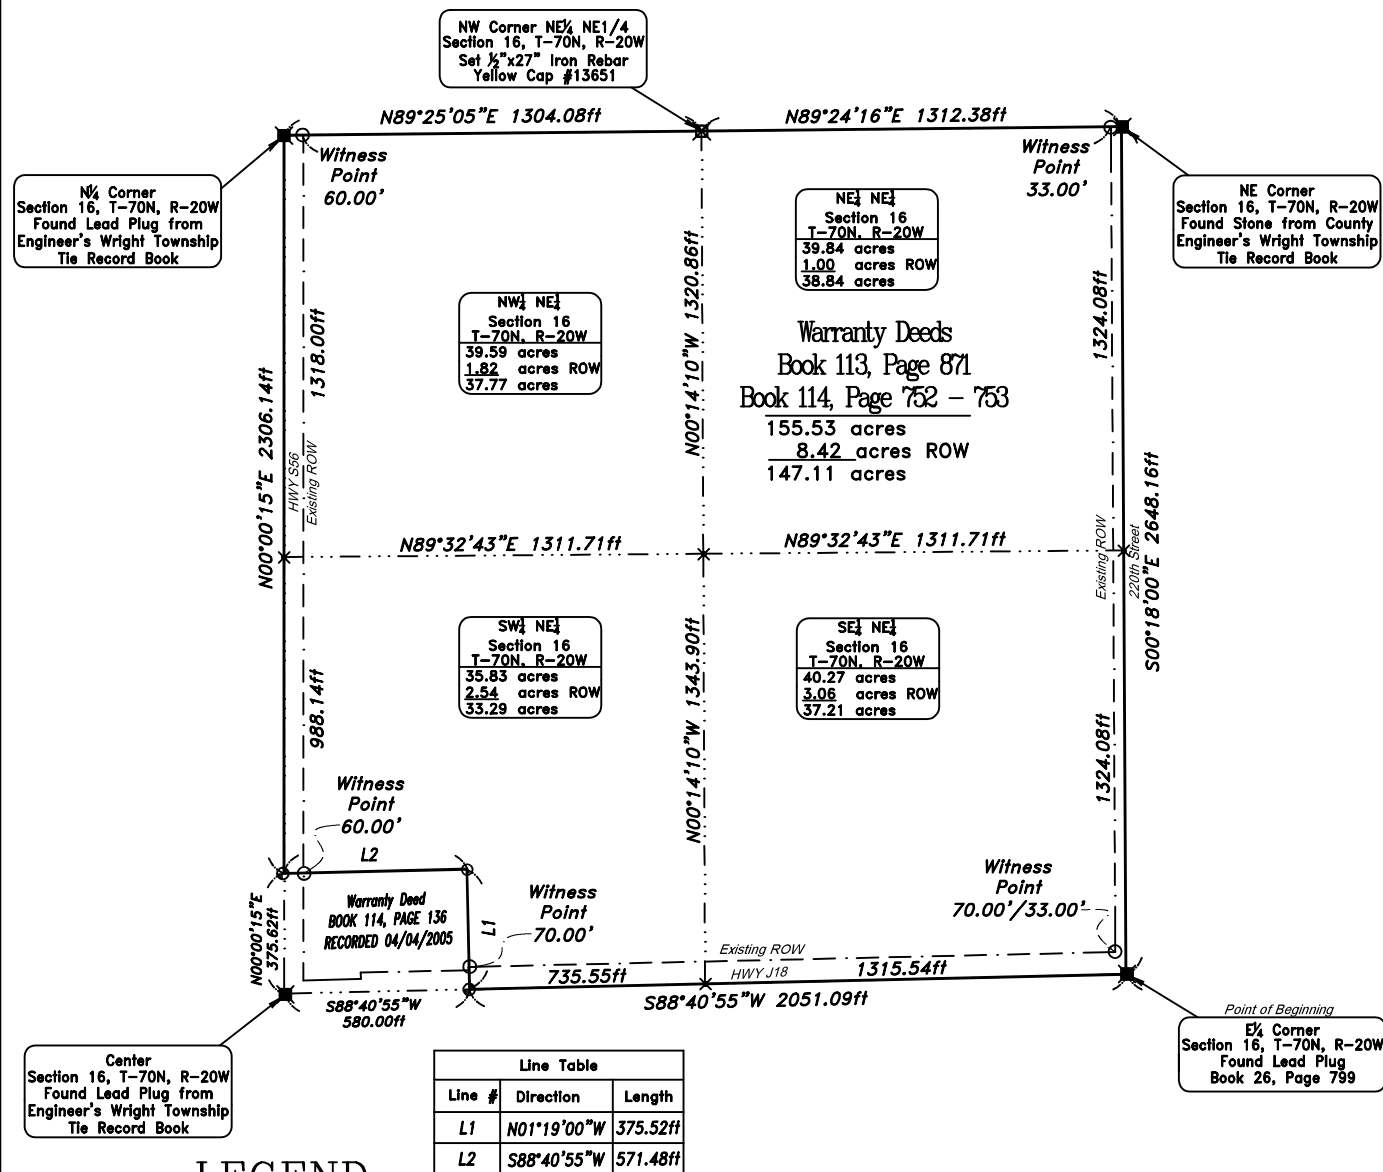 NW Corner NE¼ NE1/4
Section 16, T-70N, R-20W
Set ½"x27" Iron Rebar
Yellow Cap #13651
N89°25'05"E 1304.08ft
N89°24'16"E 1312.38ft
Witness
Point
60.00'
Witness
Point
33.00'
N¼ Corner
Section 16, T-70N, R-20W
Found Lead Plug from
Engineer's Wright Township
Tie Record Book
NE Corner
Section 16, T-70N, R-20W
Found Stone from County
Engineer's Wright Township
Tie Record Book
NE¼ NE¼
Section 16
T-70N, R-20W
39.84 acres
1.00 acres ROW
38.84 acres
NW¼ NE¼
Section 16
T-70N, R-20W
39.59 acres
1.82 acres ROW
37.77 acres
Warranty Deeds
Book 113, Page 871
Book 114, Page 752 - 753
155.53 acres
8.42 acres ROW
147.11 acres
N00°00'15"E 2306.14ft
HWY S56
Existing ROW
1318.00ft
N00°14'10"W 1320.86ft
1324.08ft
Existing ROW
220th Street
S00°18'00"E 2648.16ft
N89°32'43"E 1311.71ft
N89°32'43"E 1311.71ft
SW¼ NE¼
Section 16
T-70N, R-20W
35.83 acres
2.54 acres ROW
33.29 acres
SE¼ NE¼
Section 16
T-70N, R-20W
40.27 acres
3.06 acres ROW
37.21 acres
988.14ft
N00°14'10"W 1343.90ft
1324.08ft
Witness
Point
60.00'
L2
Warranty Deed
BOOK 114, PAGE 136
RECORDED 04/04/2005
L1
Witness
Point
70.00'
Witness
Point
70.00'/33.00'
N00°00'15"E
375.62ft
Existing ROW
HWY J18
735.55ft
1315.54ft
S88°40'55"W 2051.09ft
S88°40'55"W
580.00ft
Point of Beginning
E¼ Corner
Section 16, T-70N, R-20W
Found Lead Plug
Book 26, Page 799
Center
Section 16, T-70N, R-20W
Found Lead Plug from
Engineer's Wright Township
Tie Record Book
Line Table
Line # Direction Length
L1 N01°19'00"W 375.52ft
L2 S88°40'55"W 571.48ft
LEGEND